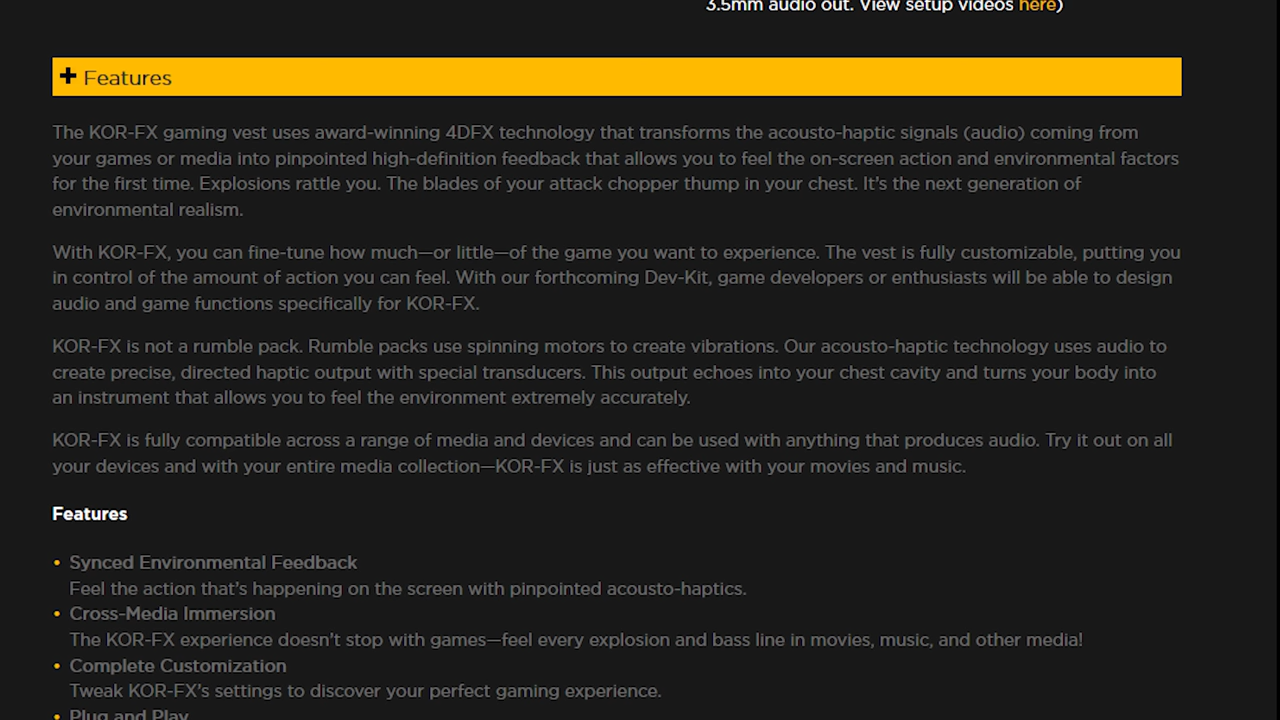 3.5mm audio out. View setup videos here)
+ Features
The KOR-FX gaming vest uses award-winning 4DFX technology that transforms the acousto-haptic signals (audio) coming from
your games or media into pinpointed high-definition feedback that allows you to feel the on-screen action and environmental factors
for the first time. Explosions rattle you. The blades of your attack chopper thump in your chest. It's the next generation of
environmental realism.
With KOR-FX, you can fine-tune how much—or little—of the game you want to experience. The vest is fully customizable, putting you
in control of the amount of action you can feel. With our forthcoming Dev-Kit, game developers or enthusiasts will be able to design
audio and game functions specifically for KOR-FX.
KOR-FX is not a rumble pack. Rumble packs use spinning motors to create vibrations. Our acousto-haptic technology uses audio to
create precise, directed haptic output with special transducers. This output echoes into your chest cavity and turns your body into
an instrument that allows you to feel the environment extremely accurately.
KOR-FX is fully compatible across a range of media and devices and can be used with anything that produces audio. Try it out on all
your devices and with your entire media collection—KOR-FX is just as effective with your movies and music.
Features
• Synced Environmental Feedback
Feel the action that's happening on the screen with pinpointed acousto-haptics.
• Cross-Media Immersion
The KOR-FX experience doesn't stop with games—feel every explosion and bass line in movies, music, and other media!
• Complete Customization
Tweak KOR-FX's settings to discover your perfect gaming experience.
• Plug and Play